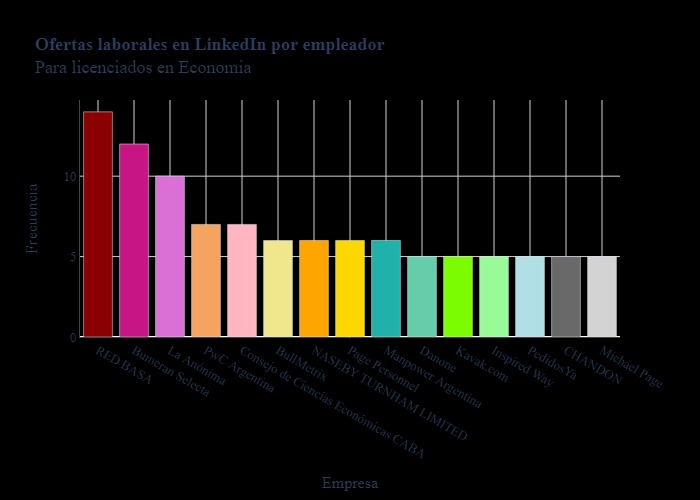 Ofertas laborales en LinkedIn por empleador
Para licenciados en Economia
Frecuencia
10
5
0
RED BASA
Bumeran Selecta
La Anónima
PwC Argentina
Consejo de Ciencias Económicas CABA
BullMetrix
NASEBY TURNHAM LIMITED
Page Personnel
Manpower Argentina
Danone
Kavak.com
Inspired Way
PedidosYa
CHANDON
Michael Page
Empresa